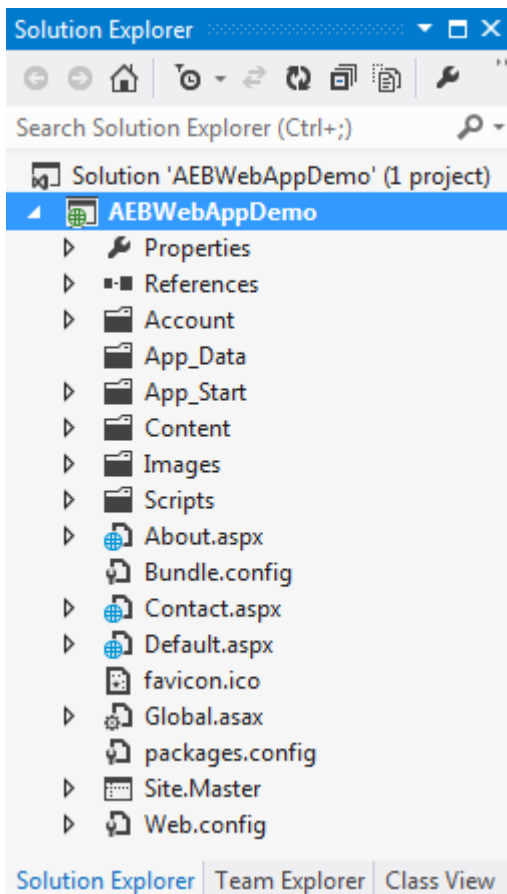 Solution Explorer
Search Solution Explorer (Ctrl+;)
Solution 'AEBWebAppDemo' (1 project)
AEBWebAppDemo
Properties
References
Account
App_Data
App_Start
Content
Images
Scripts
About.aspx
Bundle.config
Contact.aspx
Default.aspx
favicon.ico
Global.asax
packages.config
Site.Master
Web.config
Solution Explorer Team Explorer Class View